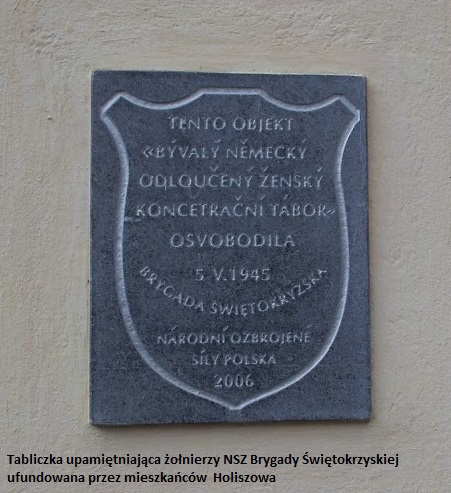 TENTO OBJEKT
«BÝVALÝ NĚMECKÝ
ODLOUČENÝ ŽENSKÝ
KONCETRAČNÍ TÁBOR»
OSVOBODILA
5 V.1945
BRYGADA ŚWIĘTOKRYZSKA
NÁRODNÍ OZBROJENÉ
SÍLY POLSKA
2006
Tabliczka upamiętniająca żołnierzy NSZ Brygady Świętokrzyskiej
ufundowana przez mieszkańców Holiszowa